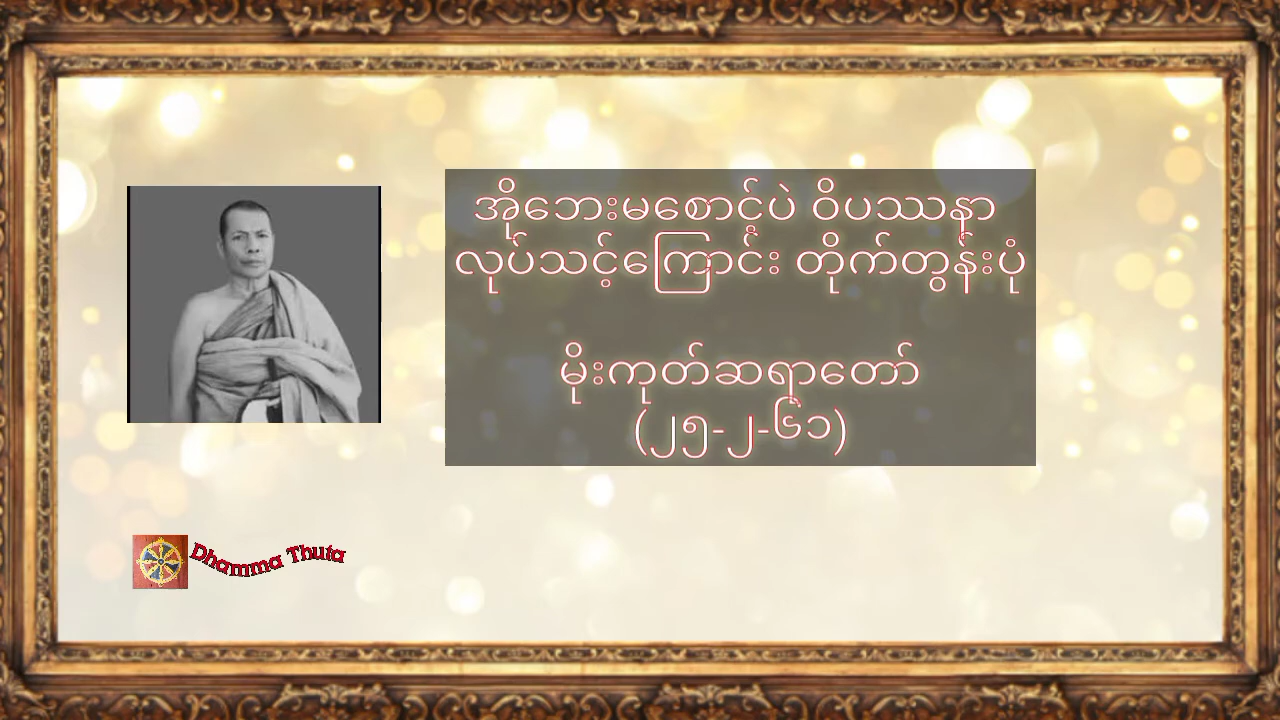 အိုဘေးမစောင့်ပဲ ဝိပဿနာ
လုပ်သင့်ကြောင်း တိုက်တွန်းပုံ
မိုးကုတ်ဆရာတော်
(၂၅-၂-၆၁)
Dhamma Thuta